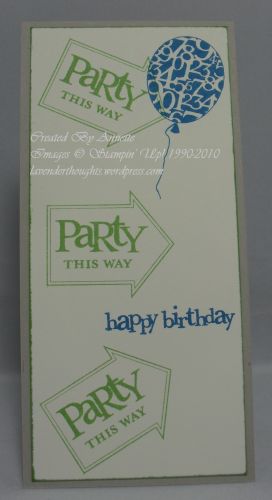 Party
THIS WAY
Created By Annette
Images © Stampin' Up! 1990-2010
lavenderthoughts.wordpress.com
Party
THIS WAY
happy birthday
Party
THIS WAY